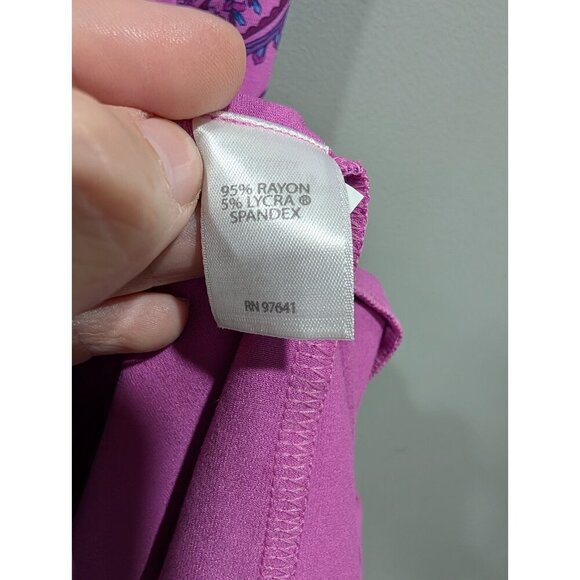 95% RAYON
5% LYCRA ®
SPANDEX
RN 97641